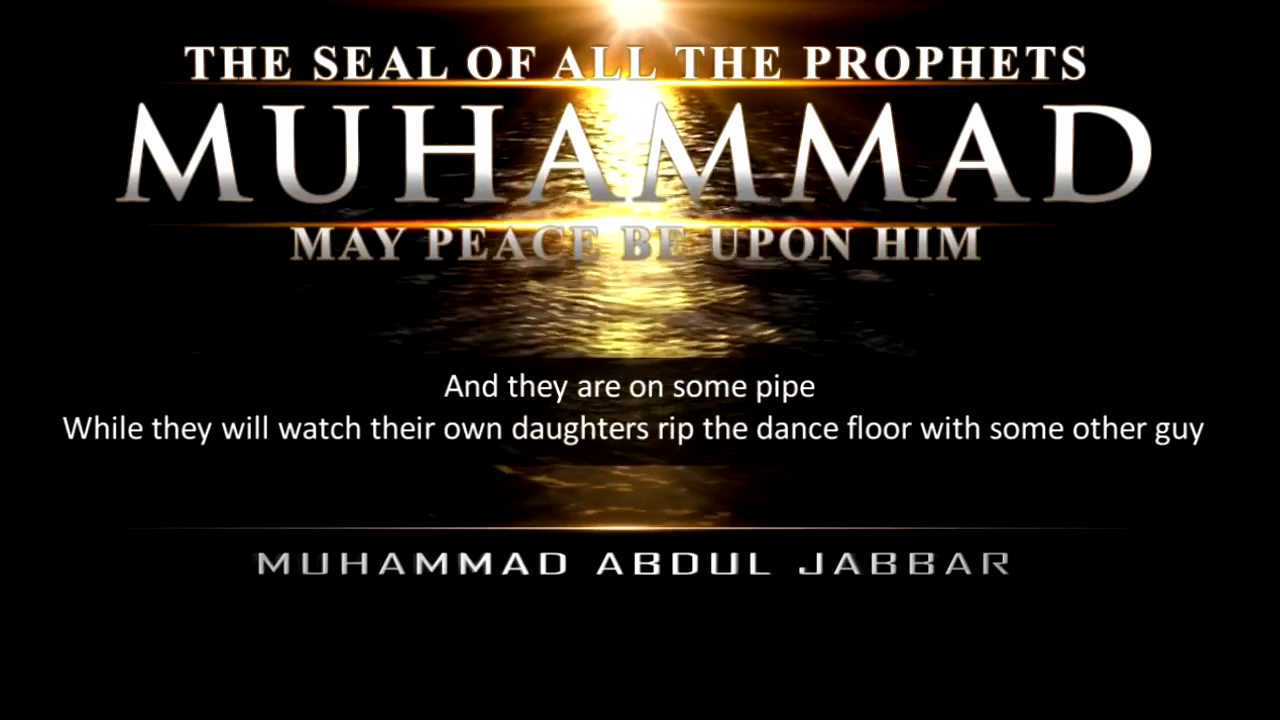 THE SEAL OF ALL THE PROPHETS
MUHAMMAD
MAY PEACE BE UPON HIM
And they are on some pipe
While they will watch their own daughters rip the dance floor with some other guy
MUHAMMAD ABDUL JABBAR